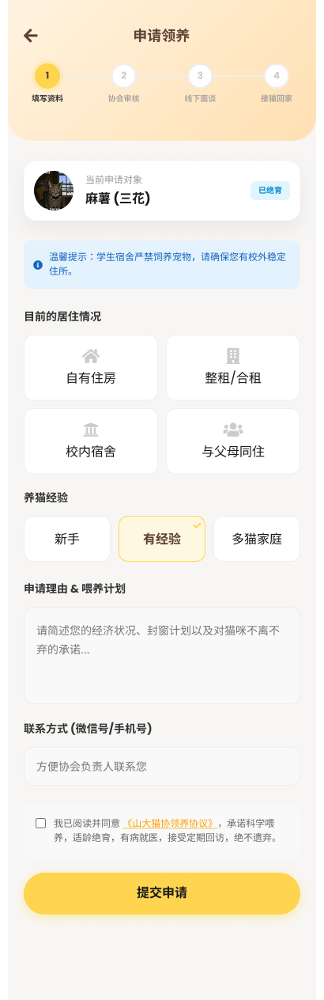 申请领养
1
2
3
4
填写资料
协会审核
线下面谈
接猫回家
当前申请对象
麻薯 (三花)
已绝育
温馨提示：学生宿舍严禁饲养宠物，请确保您有校外稳定
住所。
目前的居住情况
自有住房
整租/合租
校内宿舍
与父母同住
养猫经验
新手
有经验
多猫家庭
申请理由 & 喂养计划
请简述您的经济状况、封窗计划以及对猫咪不离不
弃的承诺...
联系方式 (微信号/手机号)
方便协会负责人联系您
我已阅读并同意 《山大猫协领养协议》，承诺科学喂
养，适龄绝育，有病就医，接受定期回访，绝不遗弃。
提交申请